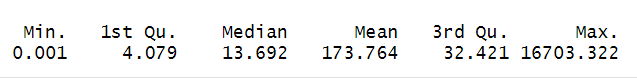 Min. 1st Qu. Median Mean 3rd Qu. Max.
0.001 4.079 13.692 173.764 32.421 16703.322